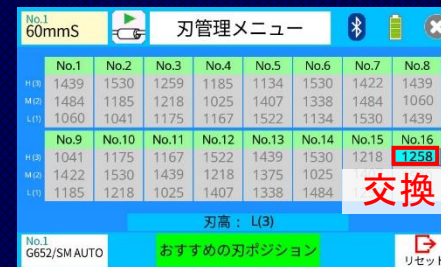 No.1
60mmS
刃管理メニュー
No.1 No.2 No.3 No.4 No.5 No.6 No.7 No.8
H(3) 1439 1530 1259 1185 1134 1530 1422 1439
M(2) 1484 1185 1218 1025 1407 1338 1484 1060
L(1) 1060 1041 1175 1167 1522 1134 1530 1439
No.9 No.10 No.11 No.12 No.13 No.14 No.15 No.16
H(3) 1041 1175 1167 1522 1439 1530 1218 1258
M(2) 1422 1530 1439 1218 1375 1025
L(1) 1185 1218 1025 1407 1338 1484
交換
刃高： L(3)
No.1
G652/SM AUTO
おすすめの刃ポジション
リセット